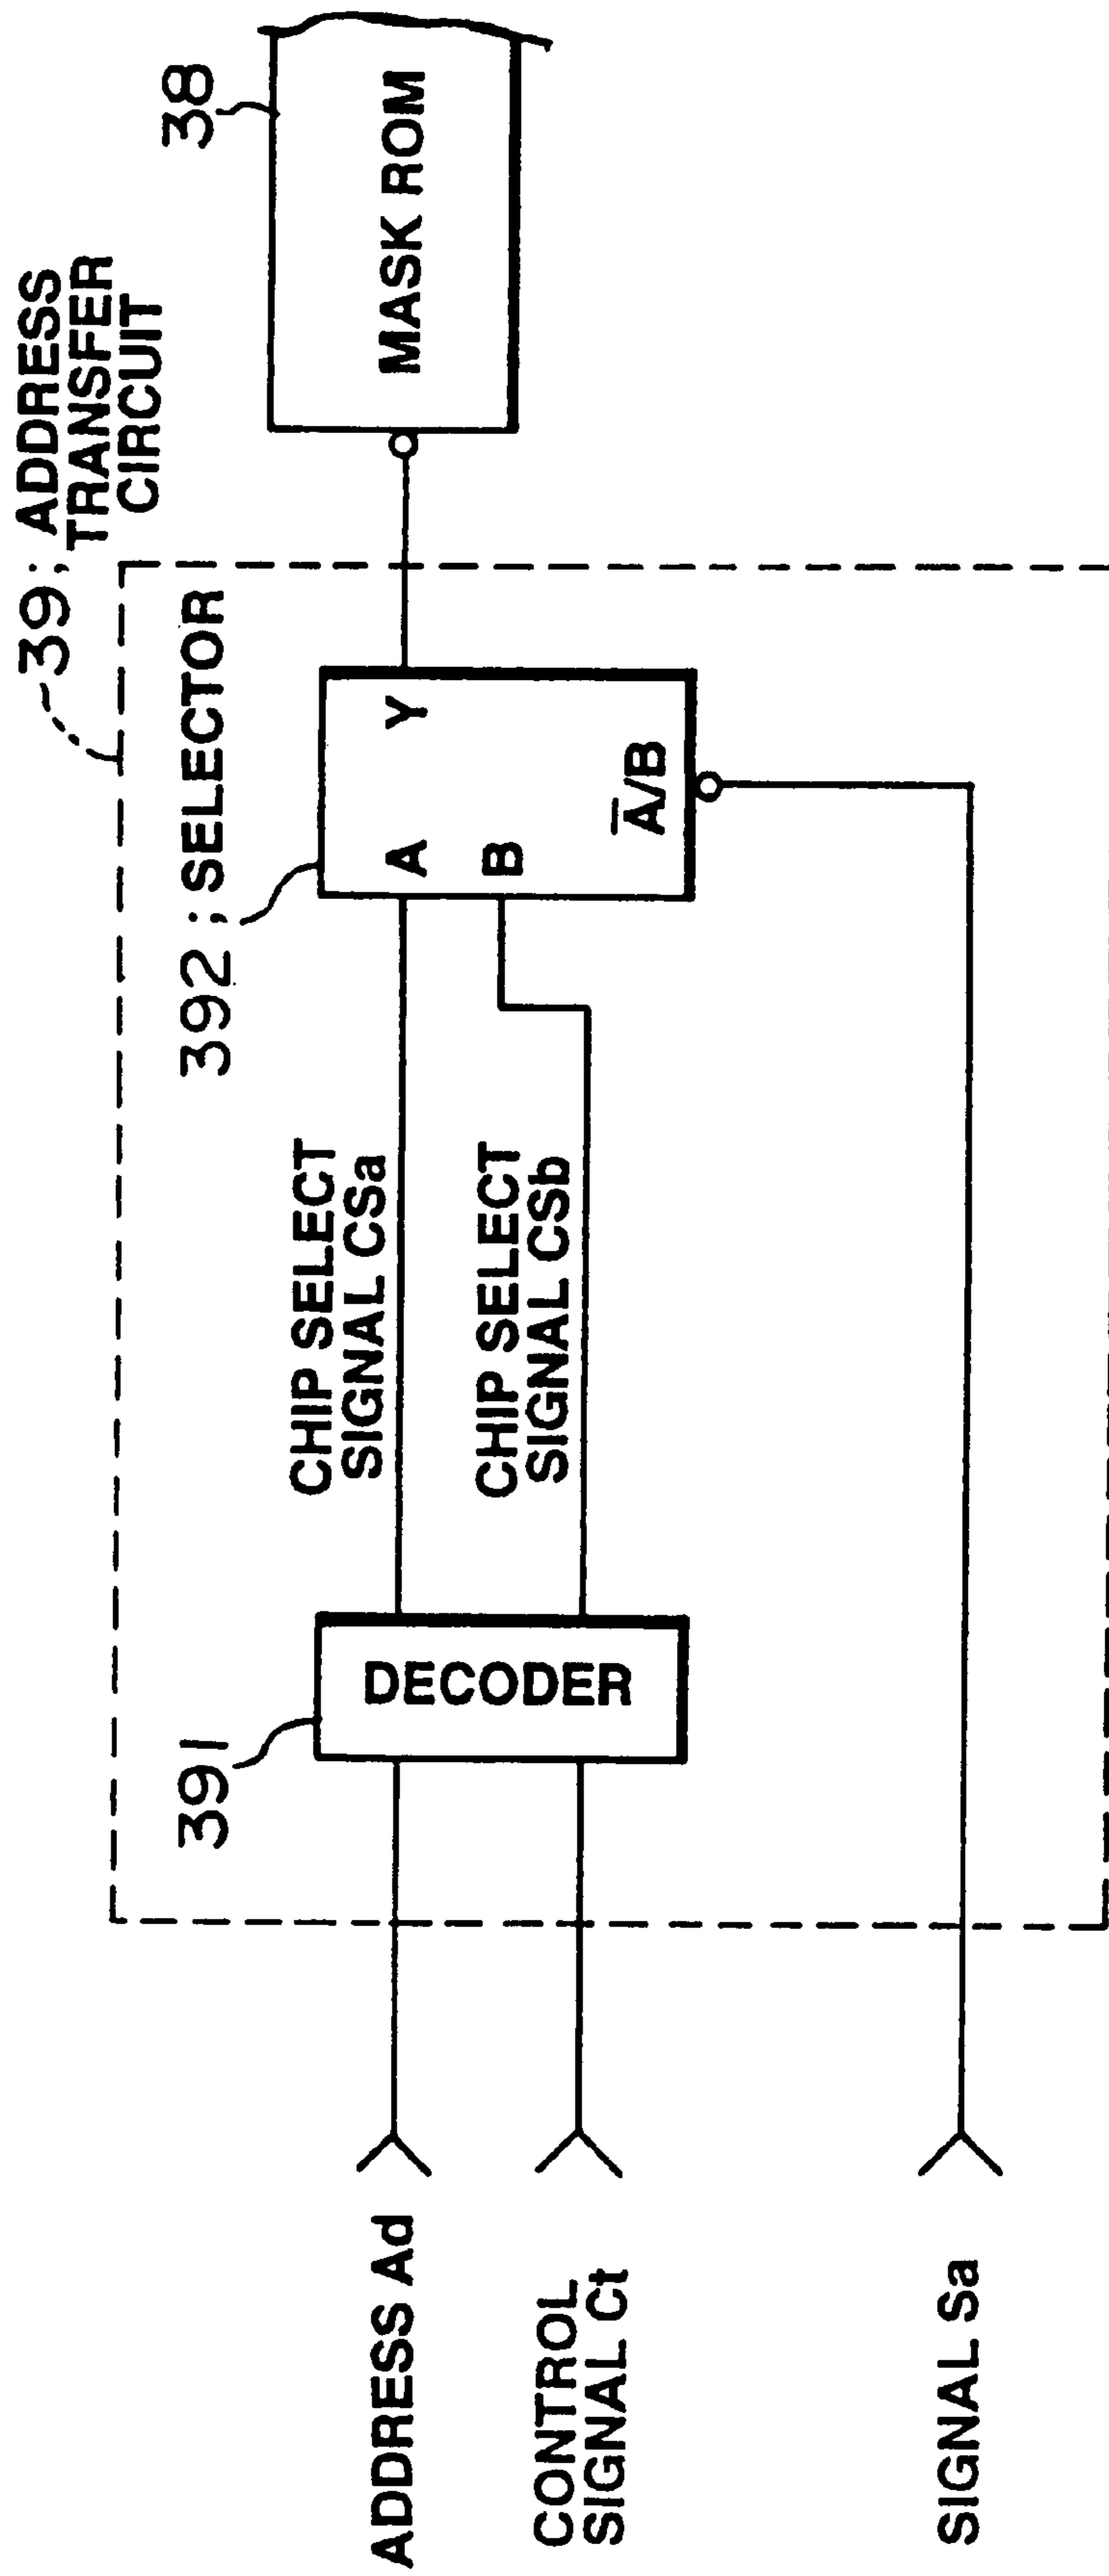 39; ADDRESS
TRANSFER
CIRCUIT
38
MASK ROM
392; SELECTOR
A
Y
B
A̅/B
CHIP SELECT
SIGNAL CSa
CHIP SELECT
SIGNAL CSb
391
DECODER
ADDRESS Ad
CONTROL
SIGNAL Ct
SIGNAL Sa